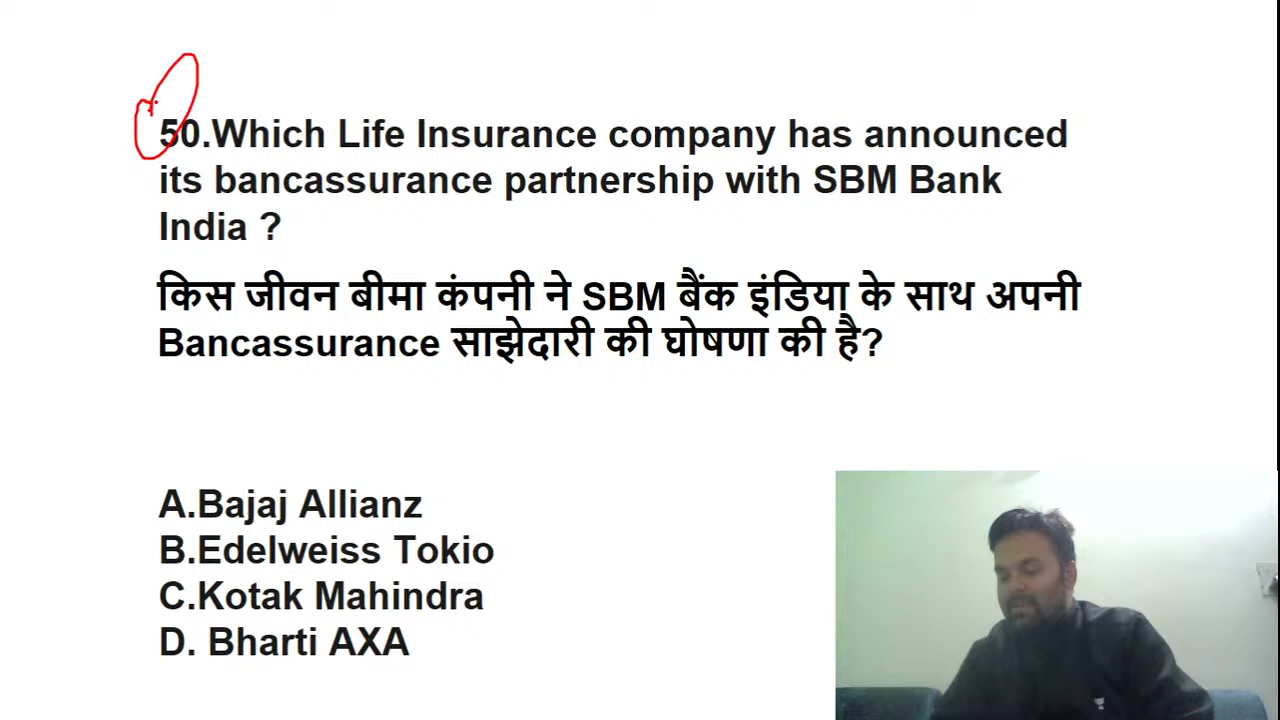 50.Which Life Insurance company has announced
its bancassurance partnership with SBM Bank
India ?
किस जीवन बीमा कंपनी ने SBM बैंक इंडिया के साथ अपनी
Bancassurance साझेदारी की घोषणा की है?
A.Bajaj Allianz
B.Edelweiss Tokio
C.Kotak Mahindra
D. Bharti AXA